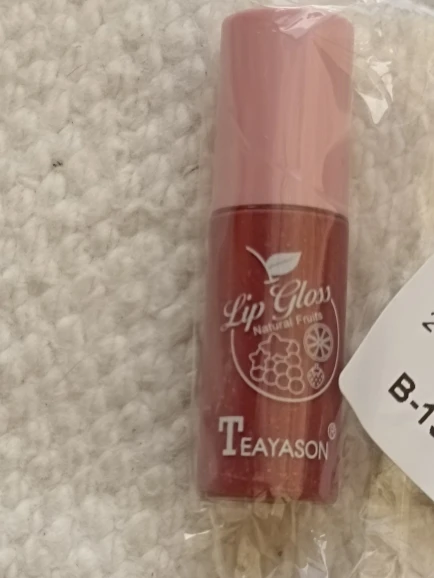 Lip Gloss
Natural Fruits
TEAYASON®
B-1